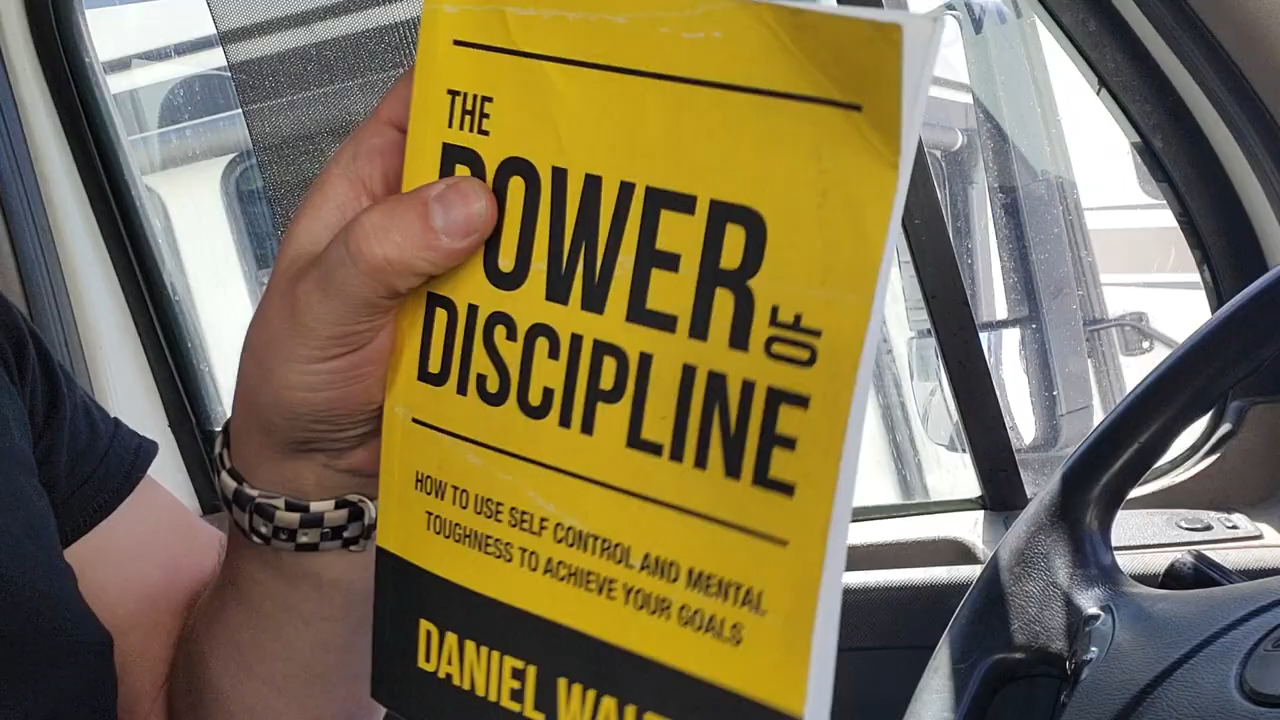 THE
POWER
OF
DISCIPLINE
HOW TO USE SELF CONTROL AND MENTAL
TOUGHNESS TO ACHIEVE YOUR GOALS
DANIEL